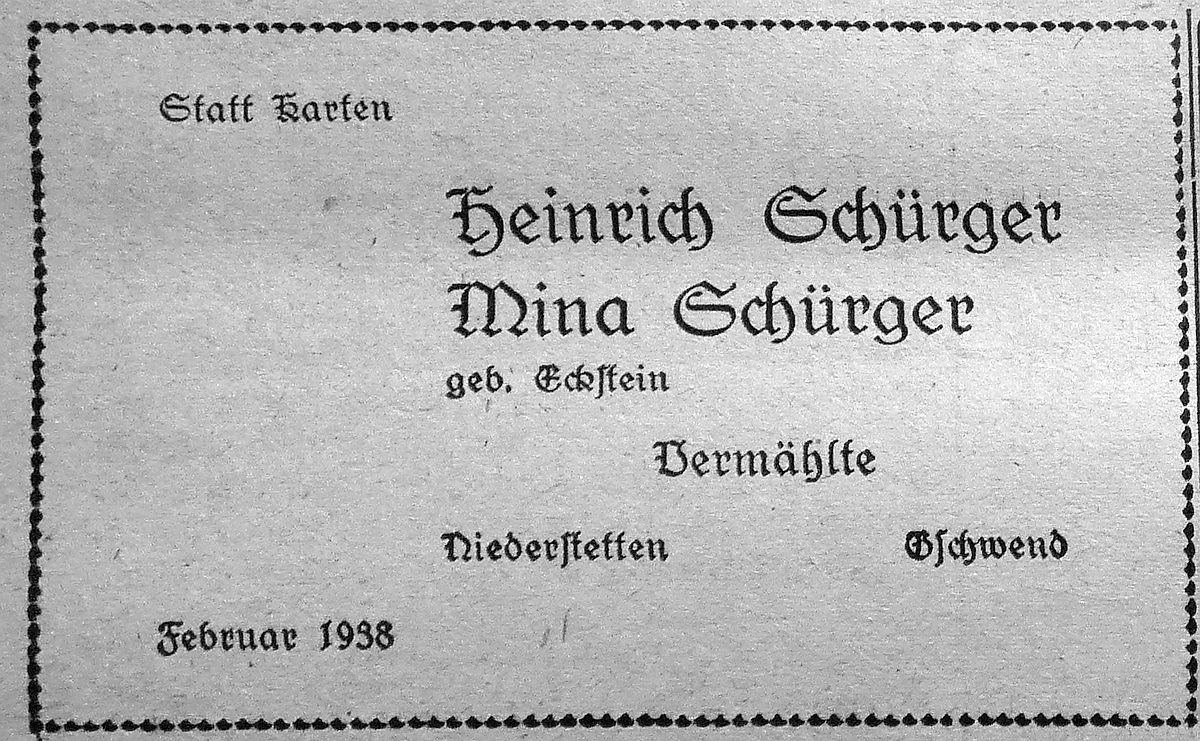 Statt Karten
Heinrich Schürger
Mina Schürger
geb. Eckſtein
Vermählte
Niederſtetten Gſchwend
Februar 1938